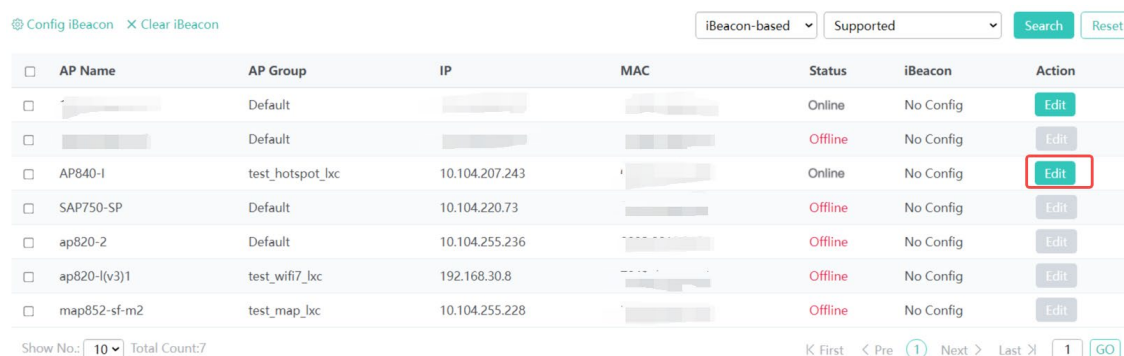 Config iBeacon Clear iBeacon iBeacon-based Supported Search Reset
AP Name AP Group IP MAC Status iBeacon Action
Default Online No Config Edit
Default Offline No Config Edit
AP840-I test_hotspot_lxc 10.104.207.243 Online No Config Edit
SAP750-SP Default 10.104.220.73 Offline No Config Edit
ap820-2 Default 10.104.255.236 Offline No Config Edit
ap820-l(v3)1 test_wifi7_lxc 192.168.30.8 Offline No Config Edit
map852-sf-m2 test_map_lxc 10.104.255.228 Offline No Config Edit
Show No.: 10 Total Count:7 First Pre 1 Next Last 1 GO